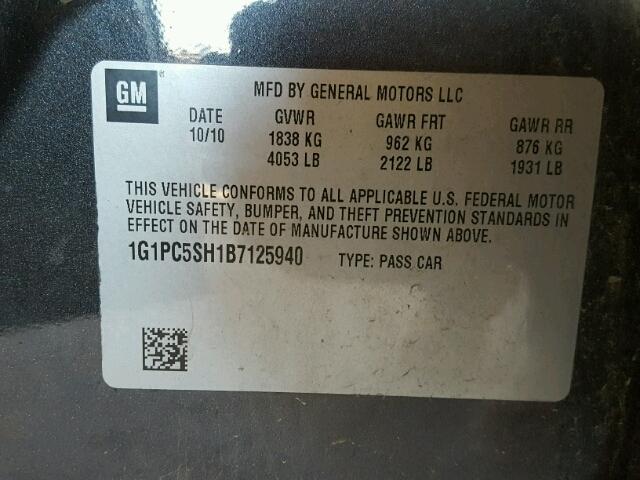 GM
MFD BY GENERAL MOTORS LLC
DATE GVWR GAWR FRT GAWR RR
10/10 1838 KG 962 KG 876 KG
4053 LB 2122 LB 1931 LB
THIS VEHICLE CONFORMS TO ALL APPLICABLE U.S. FEDERAL MOTOR
VEHICLE SAFETY, BUMPER, AND THEFT PREVENTION STANDARDS IN
EFFECT ON THE DATE OF MANUFACTURE SHOWN ABOVE.
1G1PC5SH1B7125940 TYPE: PASS CAR